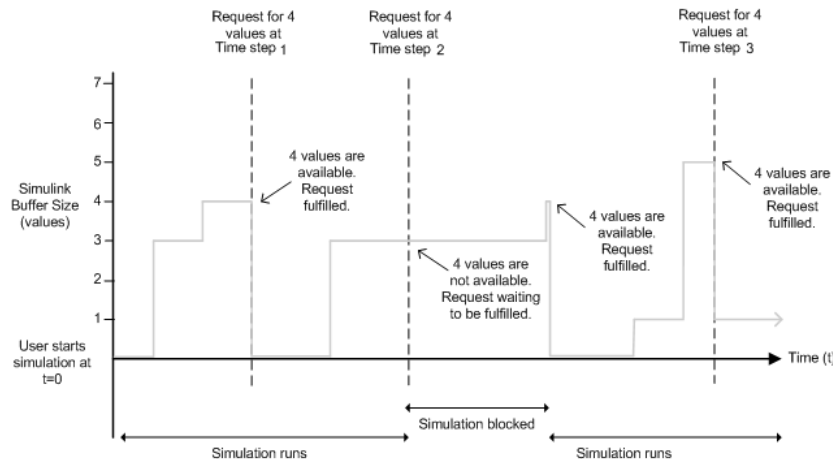 Request for 4
values at
Time step 1
Request for 4
values at
Time step 2
Request for 4
values at
Time step 3
7
6
5
4
3
2
1
Simulink
Buffer Size
(values)
4 values are
available.
Request
fulfilled.
4 values are
not available.
Request waiting
to be fulfilled.
4 values are
available.
Request
fulfilled.
4 values are
available.
Request
fulfilled.
User starts
simulation at
t=0
Time (t)
Simulation blocked
Simulation runs
Simulation runs